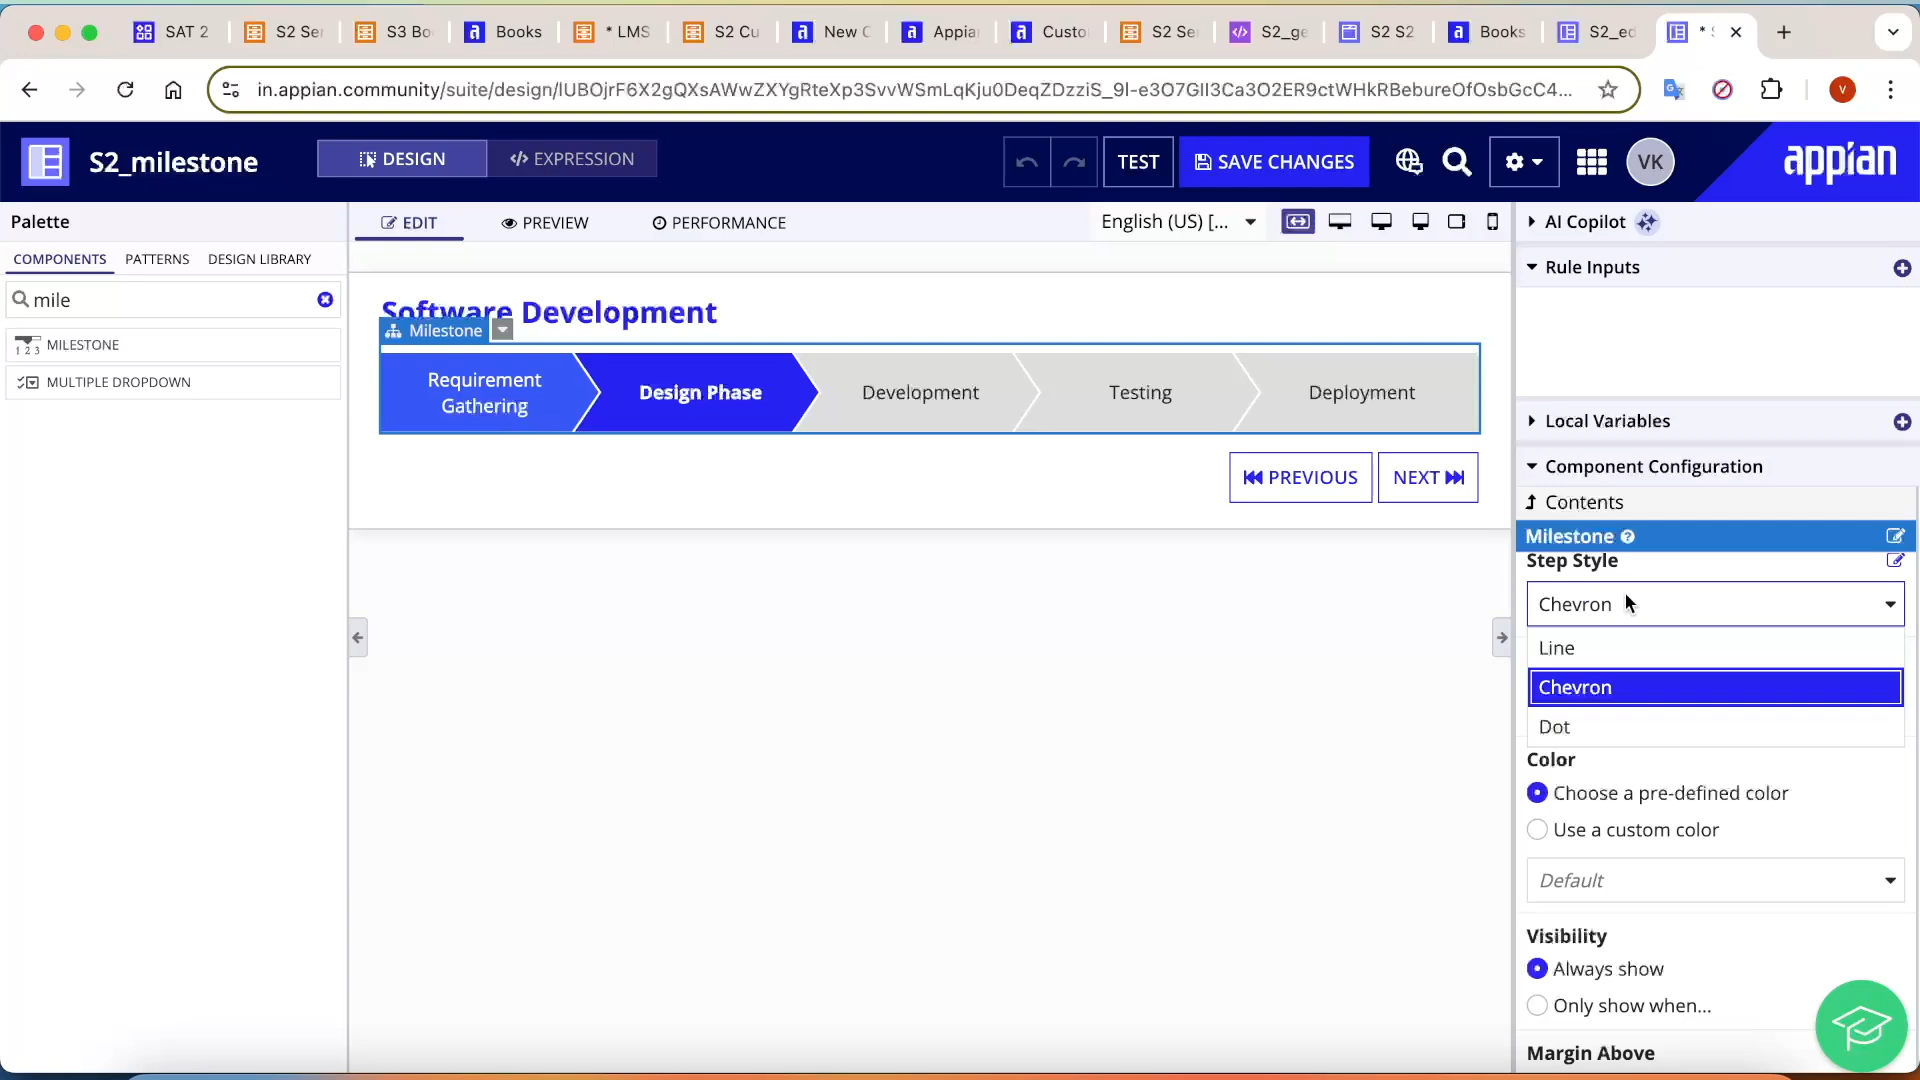 SAT 2
S2 Ser
S3 Bo
Books
* LMS
S2 Cu
New C
Appia
Custo
S2 Se
S2_ge
S2 S2
Books
S2_ed
*
in.appian.community/suite/design/lUBOjrF6X2gQXsAWwZXYgRteXp3SvvWSmLqKju0DeqZDzziS_9l-e3O7GlI3Ca3O2ER9ctWHkRBebureOfOsbGcC4...
V
S2_milestone
DESIGN
EXPRESSION
TEST
SAVE CHANGES
VK
appian
Palette
EDIT
PREVIEW
PERFORMANCE
English (US) [...
AI Copilot
COMPONENTS
PATTERNS
DESIGN LIBRARY
Rule Inputs
mile
MILESTONE
1 2 3
MULTIPLE DROPDOWN
Software Development
Milestone
Requirement
Gathering
Design Phase
Development
Testing
Deployment
PREVIOUS
NEXT
Local Variables
Component Configuration
Contents
Milestone ?
Step Style
Chevron
Line
Chevron
Dot
Color
Choose a pre-defined color
Use a custom color
Default
Visibility
Always show
Only show when...
Margin Above